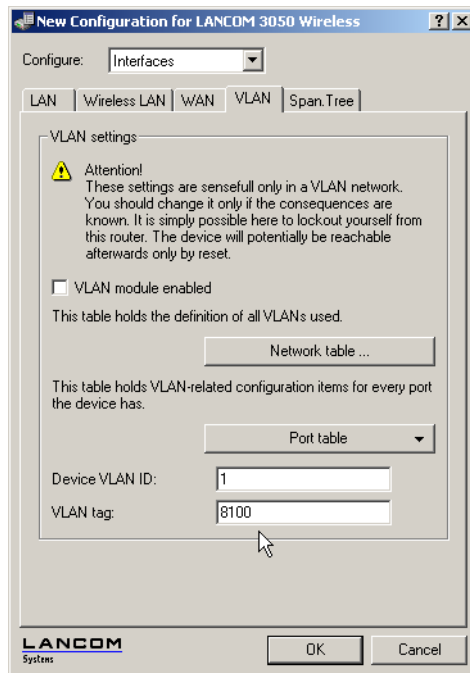 New Configuration for LANCOM 3050 Wireless
Configure: Interfaces
LAN Wireless LAN WAN VLAN Span.Tree
VLAN settings
Attention!
These settings are sensefull only in a VLAN network.
You should change it only if the consequences are
known. It is simply possible here to lockout yourself from
this router. The device will potentially be reachable
afterwards only by reset.
VLAN module enabled
This table holds the definition of all VLANs used.
Network table ...
This table holds VLAN-related configuration items for every port
the device has.
Port table
Device VLAN ID: 1
VLAN tag: 8100
LANCOM
Systems
OK Cancel